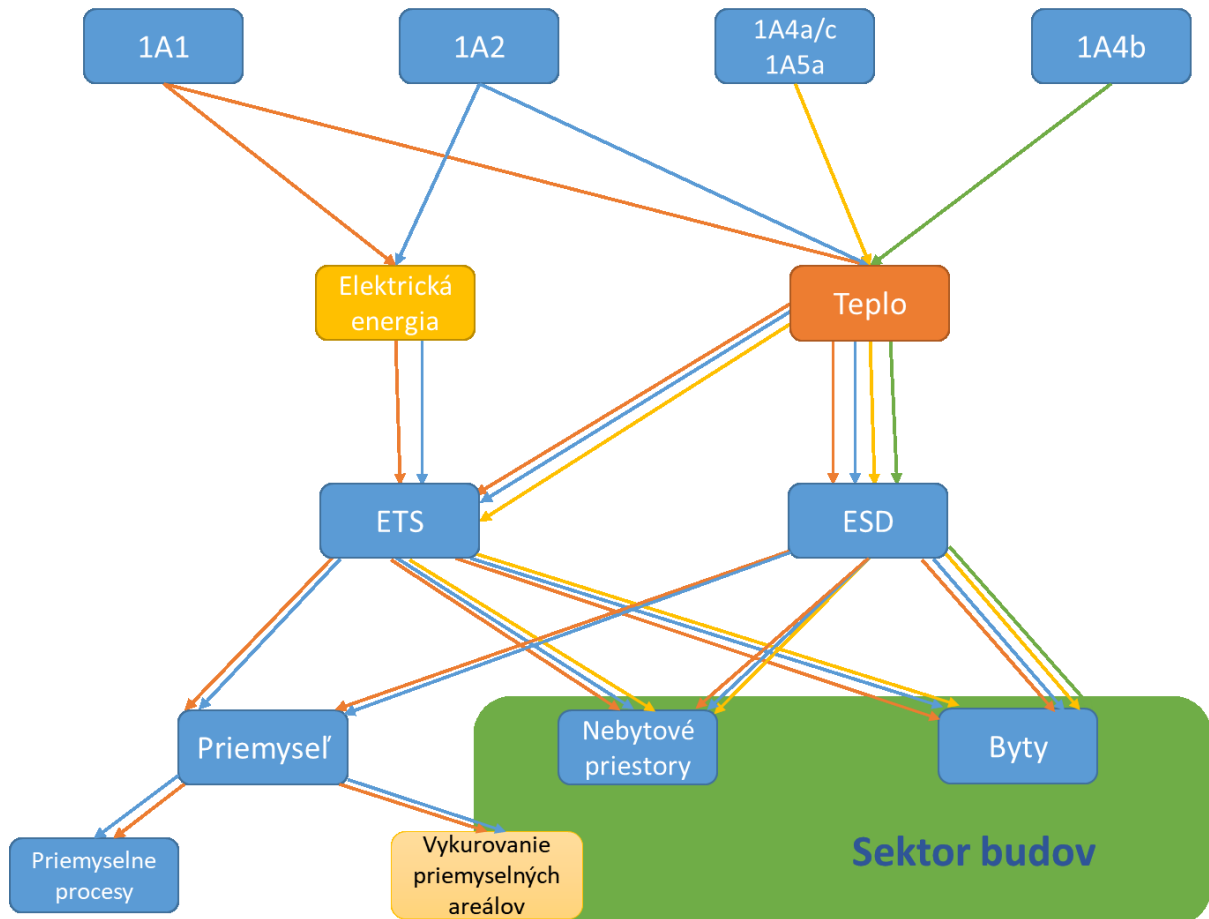 1A1
1A2
1A4a/c
1A5a
1A4b
Elektrická
energia
Teplo
ETS
ESD
Priemyseľ
Nebytové
priestory
Byty
Priemyselne
procesy
Vykurovanie
priemyselných
areálov
Sektor budov